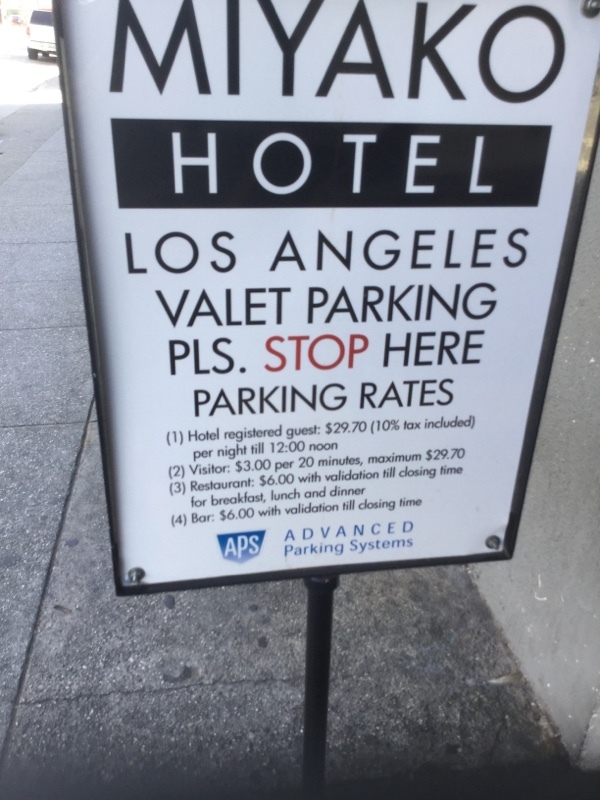 MIYAKO
HOTEL
LOS ANGELES
VALET PARKING
PLS. STOP HERE
PARKING RATES
(1) Hotel registered guest: $29.70 (10% tax included)
per night till 12:00 noon
(2) Visitor: $3.00 per 20 minutes, maximum $29.70
(3) Restaurant: $6.00 with validation till closing time
for breakfast, lunch and dinner
(4) Bar: $6.00 with validation till closing time
APS ADVANCED
Parking Systems